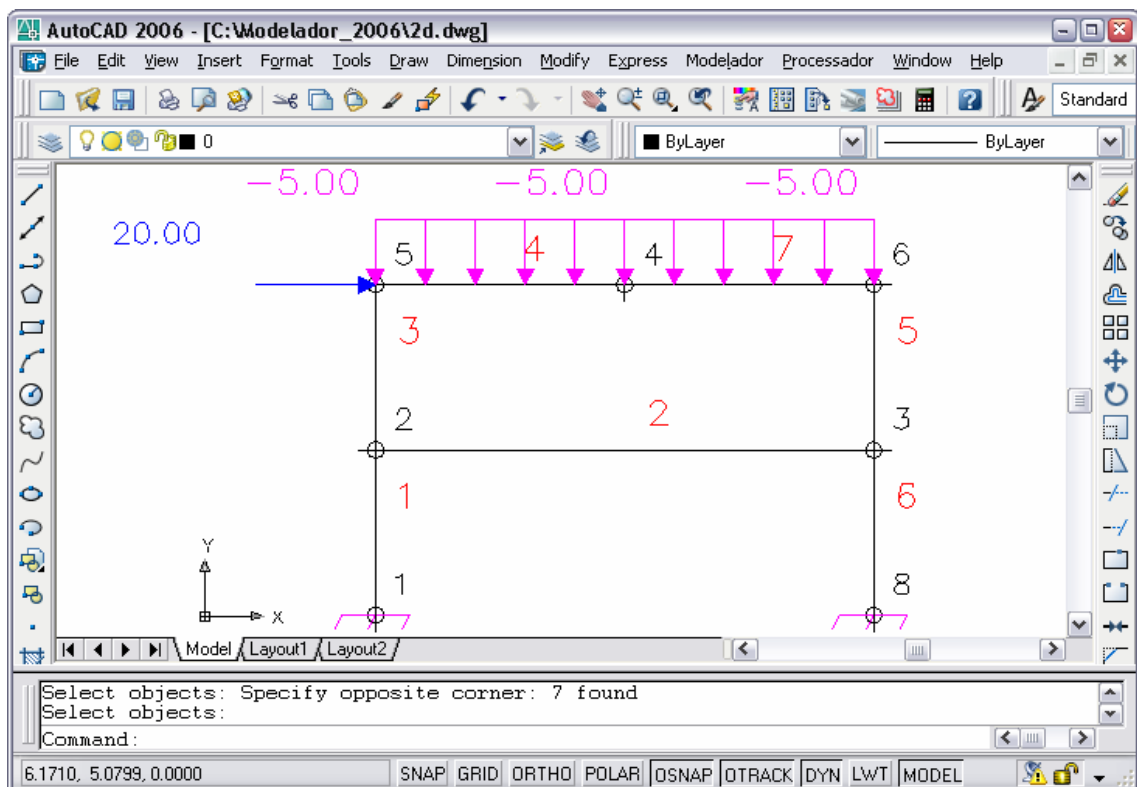 AutoCAD 2006 - [C:\Modelador_2006\2d.dwg]
File Edit View Insert Format Tools Draw Dimension Modify Express Modelador Processador Window Help
Standard
0 ByLayer ByLayer
-5.00 -5.00 -5.00
20.00
5 4 4 7 6
3 5
2 2 3
1 6
Y
1 8
X
Model Layout1 Layout2
Select objects: Specify opposite corner: 7 found
Select objects:
Command:
6.1710, 5.0799, 0.0000 SNAP GRID ORTHO POLAR OSNAP OTRACK DYN LWT MODEL